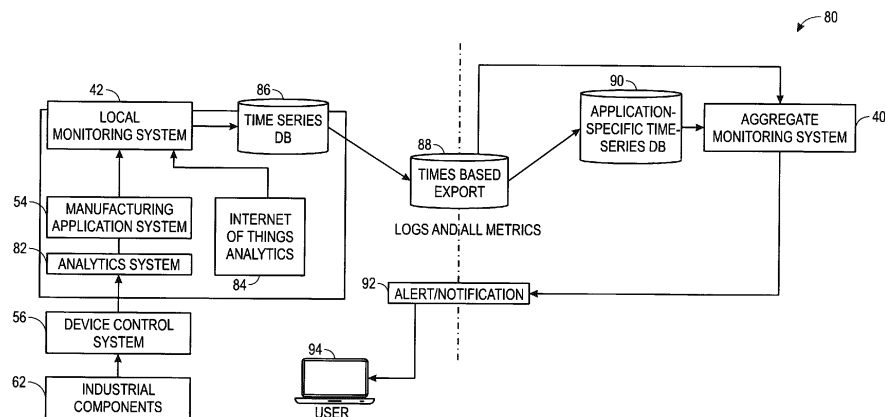 80
42
LOCAL
MONITORING SYSTEM
86
TIME SERIES
DB
88
TIMES BASED
EXPORT
90
APPLICATION-
SPECIFIC TIME-
SERIES DB
AGGREGATE
MONITORING SYSTEM
40
54
MANUFACTURING
APPLICATION SYSTEM
82
ANALYTICS SYSTEM
INTERNET
OF THINGS
ANALYTICS
84
LOGS AND ALL METRICS
92
ALERT/NOTIFICATION
56
DEVICE CONTROL
SYSTEM
62
INDUSTRIAL
COMPONENTS
94
USER